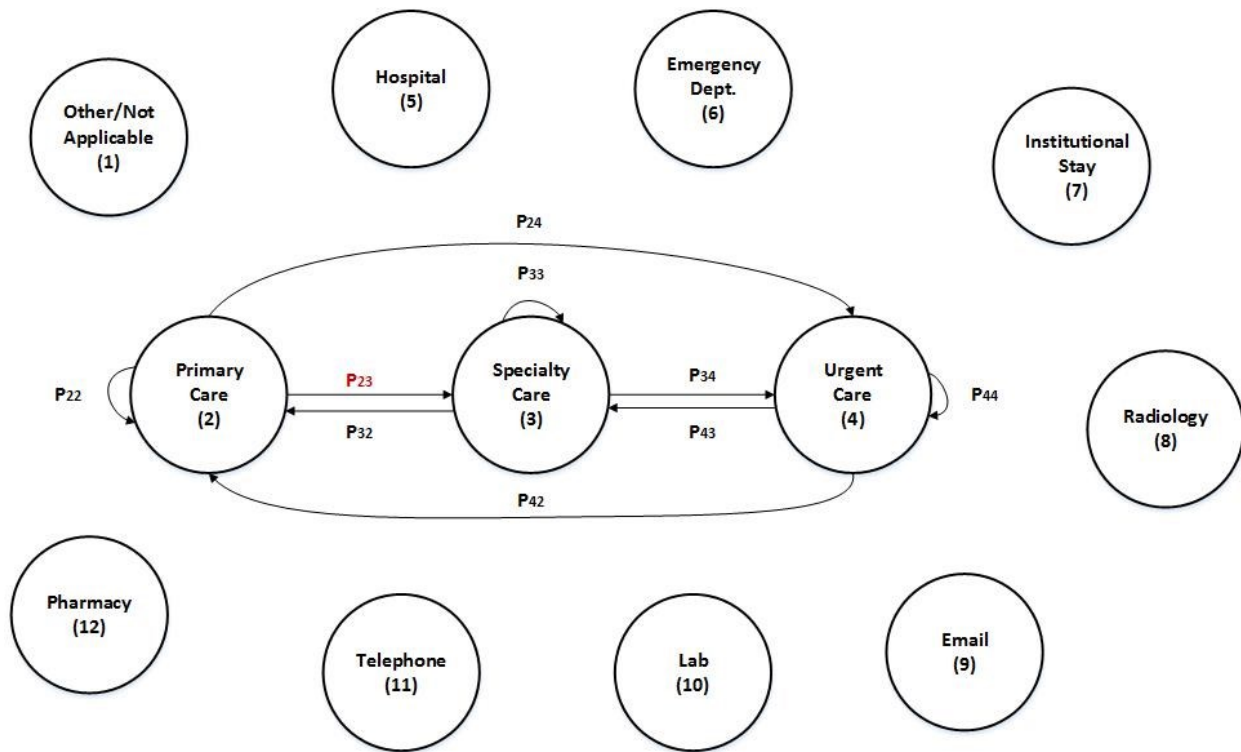 Other/Not
Applicable
(1)
Hospital
(5)
Emergency
Dept.
(6)
Institutional
Stay
(7)
P24
P33
Primary
Care
(2)
Specialty
Care
(3)
Urgent
Care
(4)
P22
P23
P32
P34
P43
P44
P42
Radiology
(8)
Pharmacy
(12)
Telephone
(11)
Lab
(10)
Email
(9)